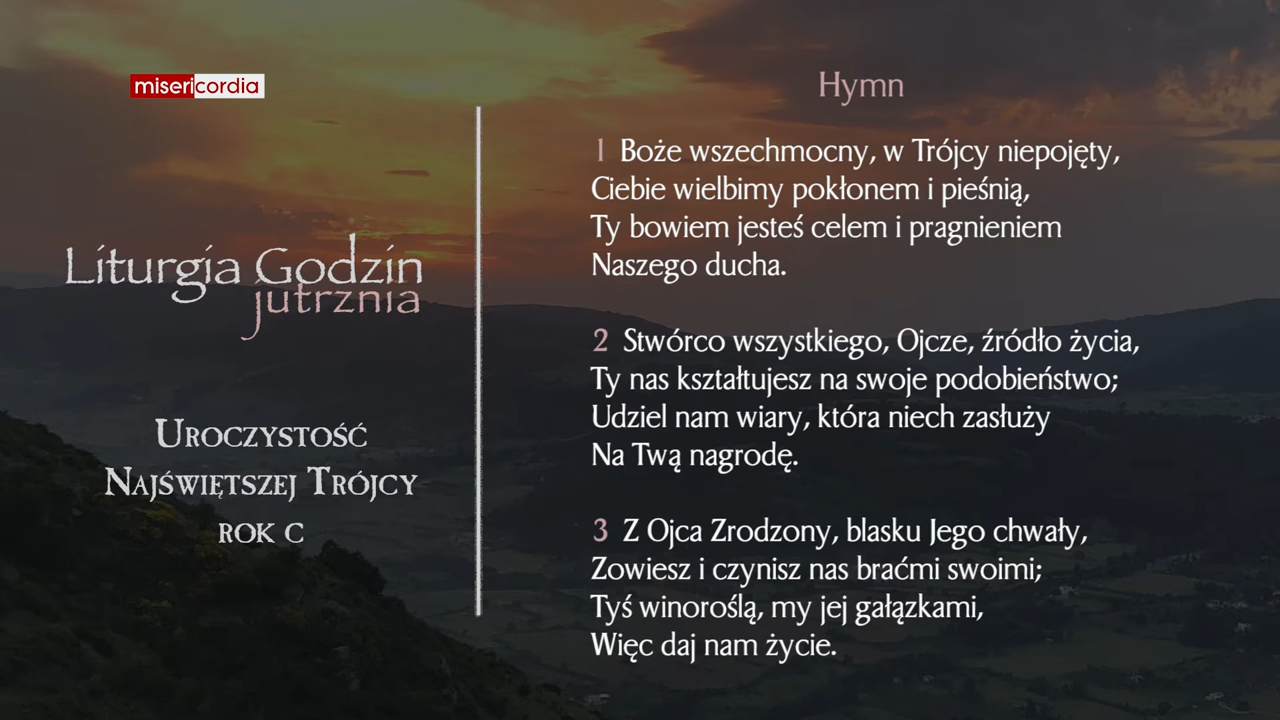 misericordia
Liturgia Godzin
jutrznia
Uroczystość
Najświętszej Trójcy
rok C
Hymn
1 Boże wszechmocny, w Trójcy niepojęty,
Ciebie wielbimy pokłonem i pieśnią,
Ty bowiem jesteś celem i pragnieniem
Naszego ducha.
2 Stwórco wszystkiego, Ojcze, źródło życia,
Ty nas kształtujesz na swoje podobieństwo;
Udziel nam wiary, która niech zasłuży
Na Twą nagrodę.
3 Z Ojca Zrodzony, blasku Jego chwały,
Zowiesz i czynisz nas braćmi swoimi;
Tyś winoroślą, my jej gałązkami,
Więc daj nam życie.